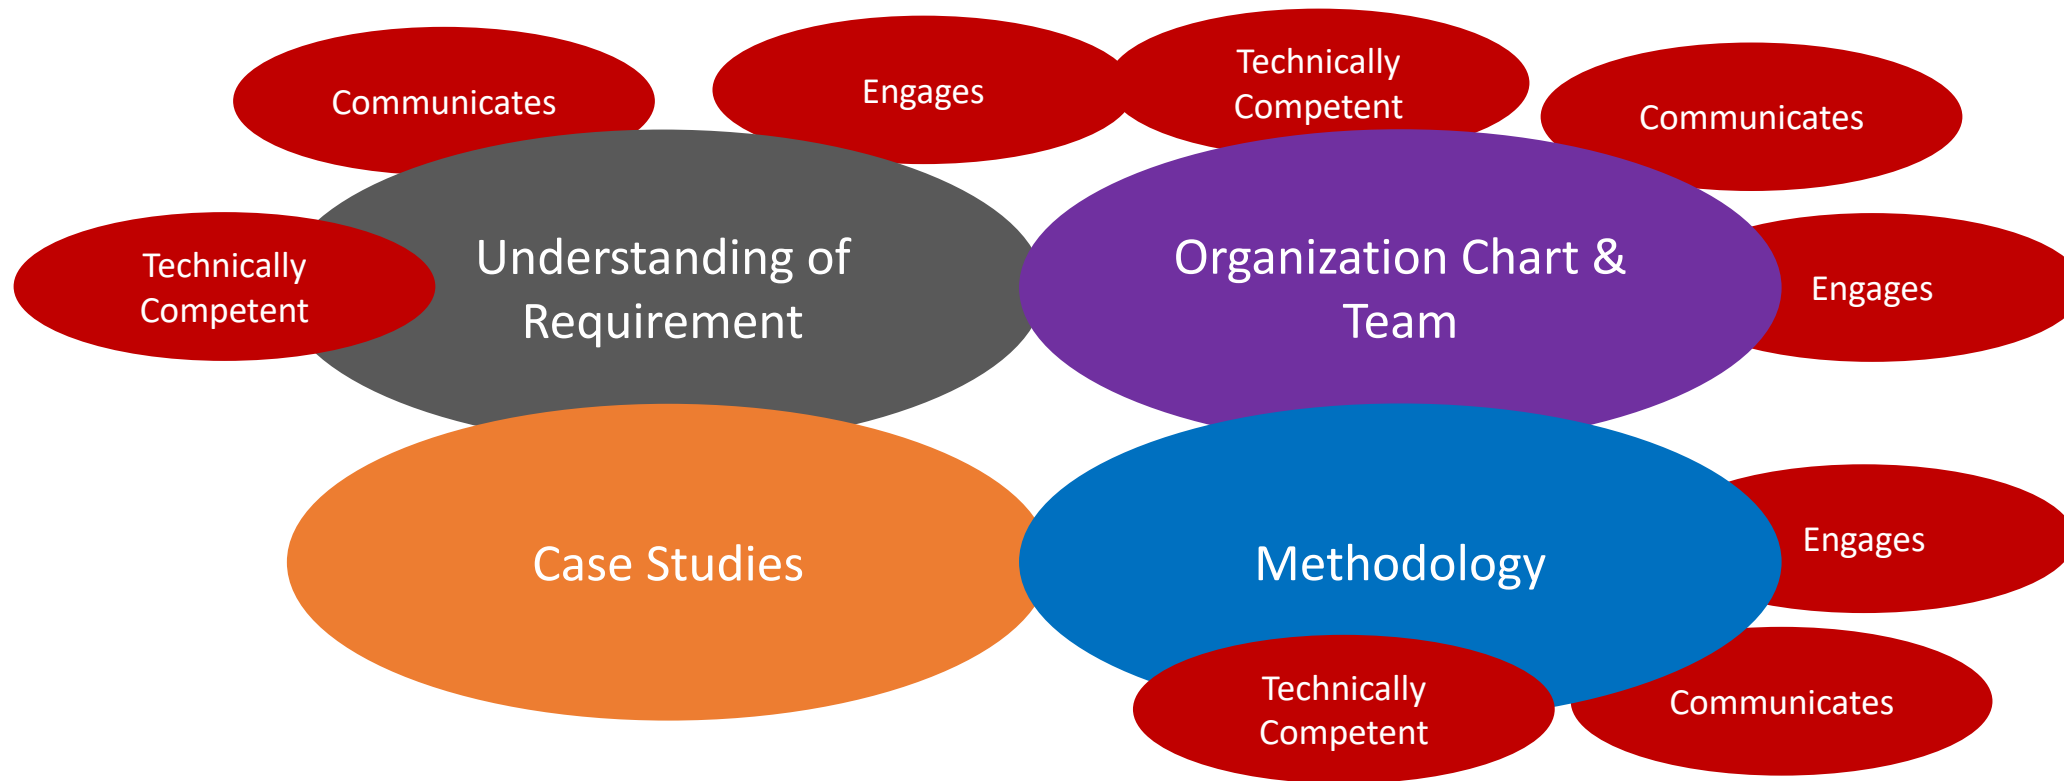 Communicates
Engages
Technically
Competent
Communicates
Technically
Competent
Understanding of
Requirement
Organization Chart &
Team
Engages
Case Studies
Methodology
Engages
Technically
Competent
Communicates